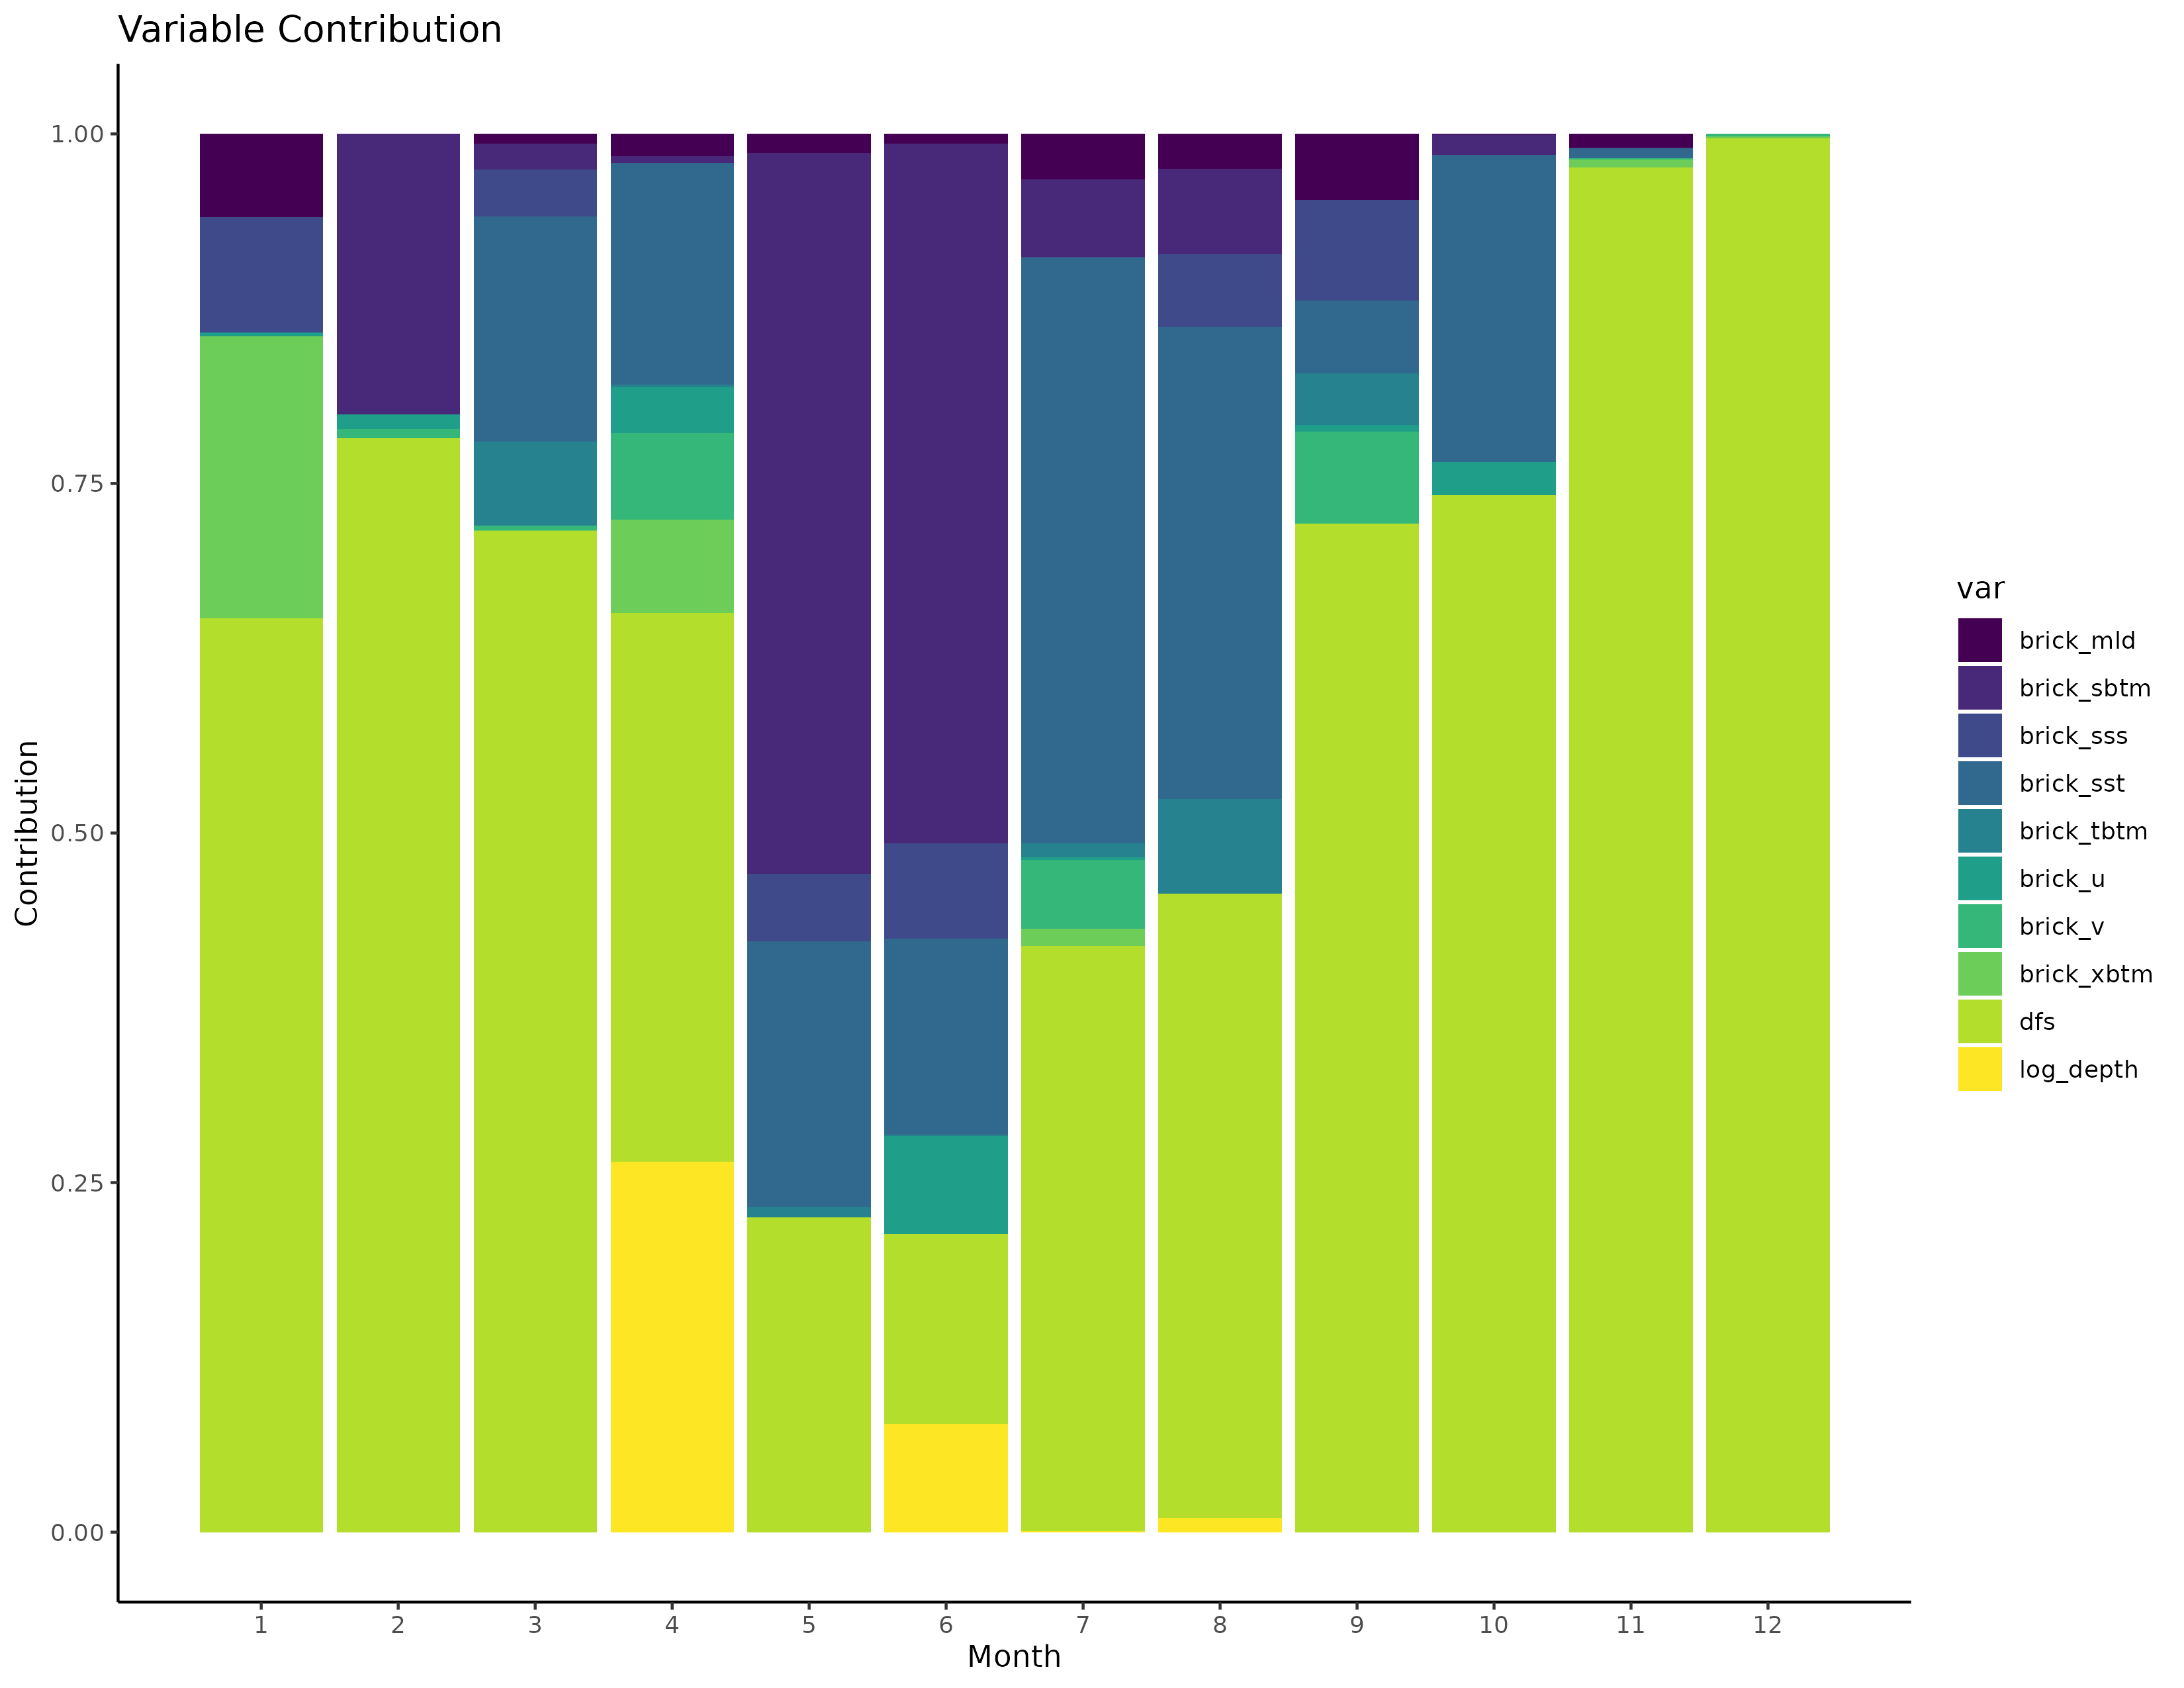 Variable Contribution
Contribution
1.00
0.75
0.50
0.25
0.00
1 2 3 4 5 6 7 8 9 10 11 12
Month
var
brick_mld
brick_sbtm
brick_sss
brick_sst
brick_tbtm
brick_u
brick_v
brick_xbtm
dfs
log_depth